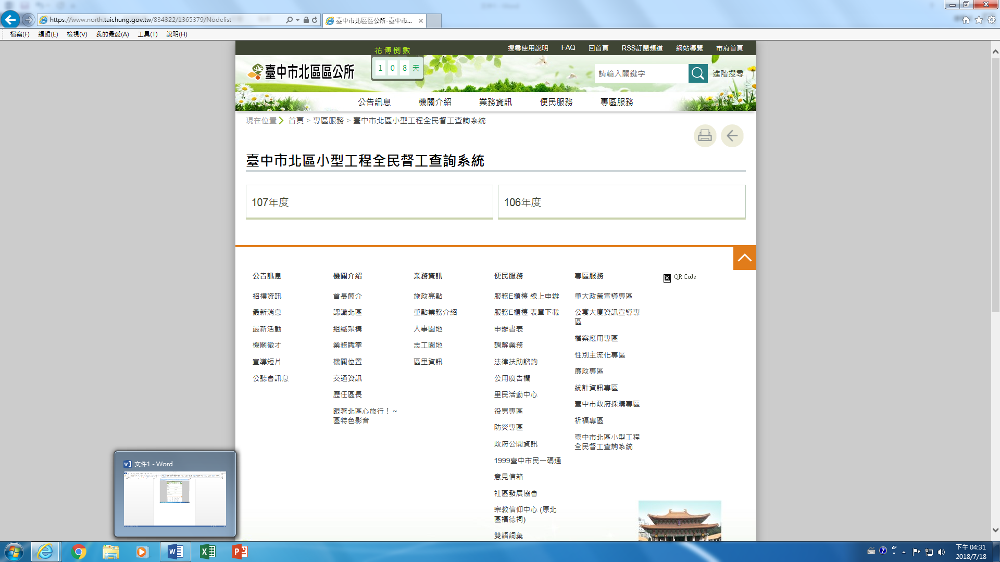 https://www.north.taichung.gov.tw/834322/1365379/Nodelist
臺中市北區區公所-臺中市...
檔案(F) 編輯(E) 檢視(V) 我的最愛(A) 工具(T) 說明(H)
花博倒數
搜尋使用說明 FAQ 回首頁 RSS訂閱頻道 網站導覽 市府首頁
臺中市北區區公所
1 0 8 天
請輸入關鍵字
進階搜尋
公告訊息 機關介紹 業務資訊 便民服務 專區服務
現在位置 首頁 > 專區服務 > 臺中市北區小型工程全民督工查詢系統
臺中市北區小型工程全民督工查詢系統
107年度
106年度
公告訊息
招標資訊
最新消息
最新活動
機關徵才
宣導短片
公聽會訊息
機關介紹
首長簡介
認識北區
組織架構
業務職掌
機關位置
交通資訊
歷任區長
跟著北區心旅行！～
區特色影音
業務資訊
施政亮點
重點業務介紹
人事園地
志工園地
區里資訊
便民服務
服務E櫃檯 線上申辦
服務E櫃檯 表單下載
申辦書表
調解業務
法律扶助諮詢
公用廣告欄
里民活動中心
役男專區
防災專區
政府公開資訊
1999臺中市民一碼通
意見信箱
社區發展協會
宗教信仰中心 (原北
區福德祠)
雙語詞彙
專區服務
重大政策宣導專區
公寓大廈資訊宣導專
區
檔案應用專區
性別主流化專區
廉政專區
統計資訊專區
臺中市政府採購專區
祈福專區
臺中市北區小型工程
全民督工查詢系統
QR Code
文件1 - Word
下午 04:31
2018/7/18